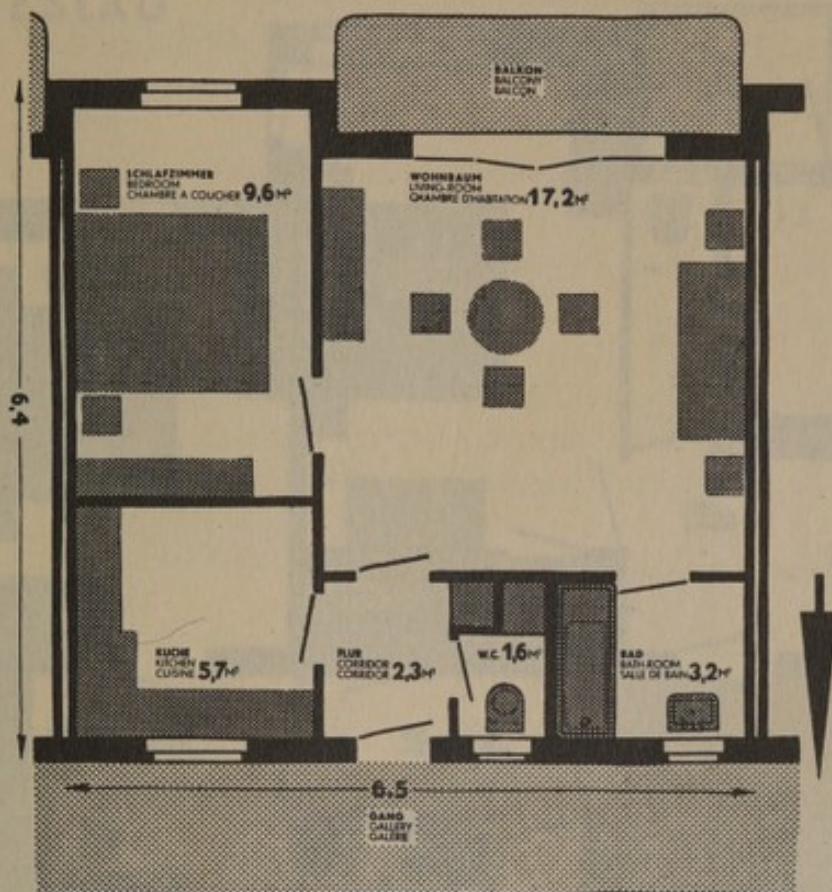 BALKON
BALCONY
BALCON
SCHLAFZIMMER
BEDROOM
CHAMBRE A COUCHER 9,6 M²
WOHNRAUM
LIVING-ROOM
CHAMBRE D'HABITATION 17,2 M²
6,4
KÜCHE
KITCHEN
CUISINE 5,7 M²
FLUR
CORRIDOR
CORRIDOR 2,3 M²
W.C. 1,6 M²
BAD
BATH-ROOM
SALLE DE BAIN 3,2 M²
6.5
GANG
GALLERY
GALERIE